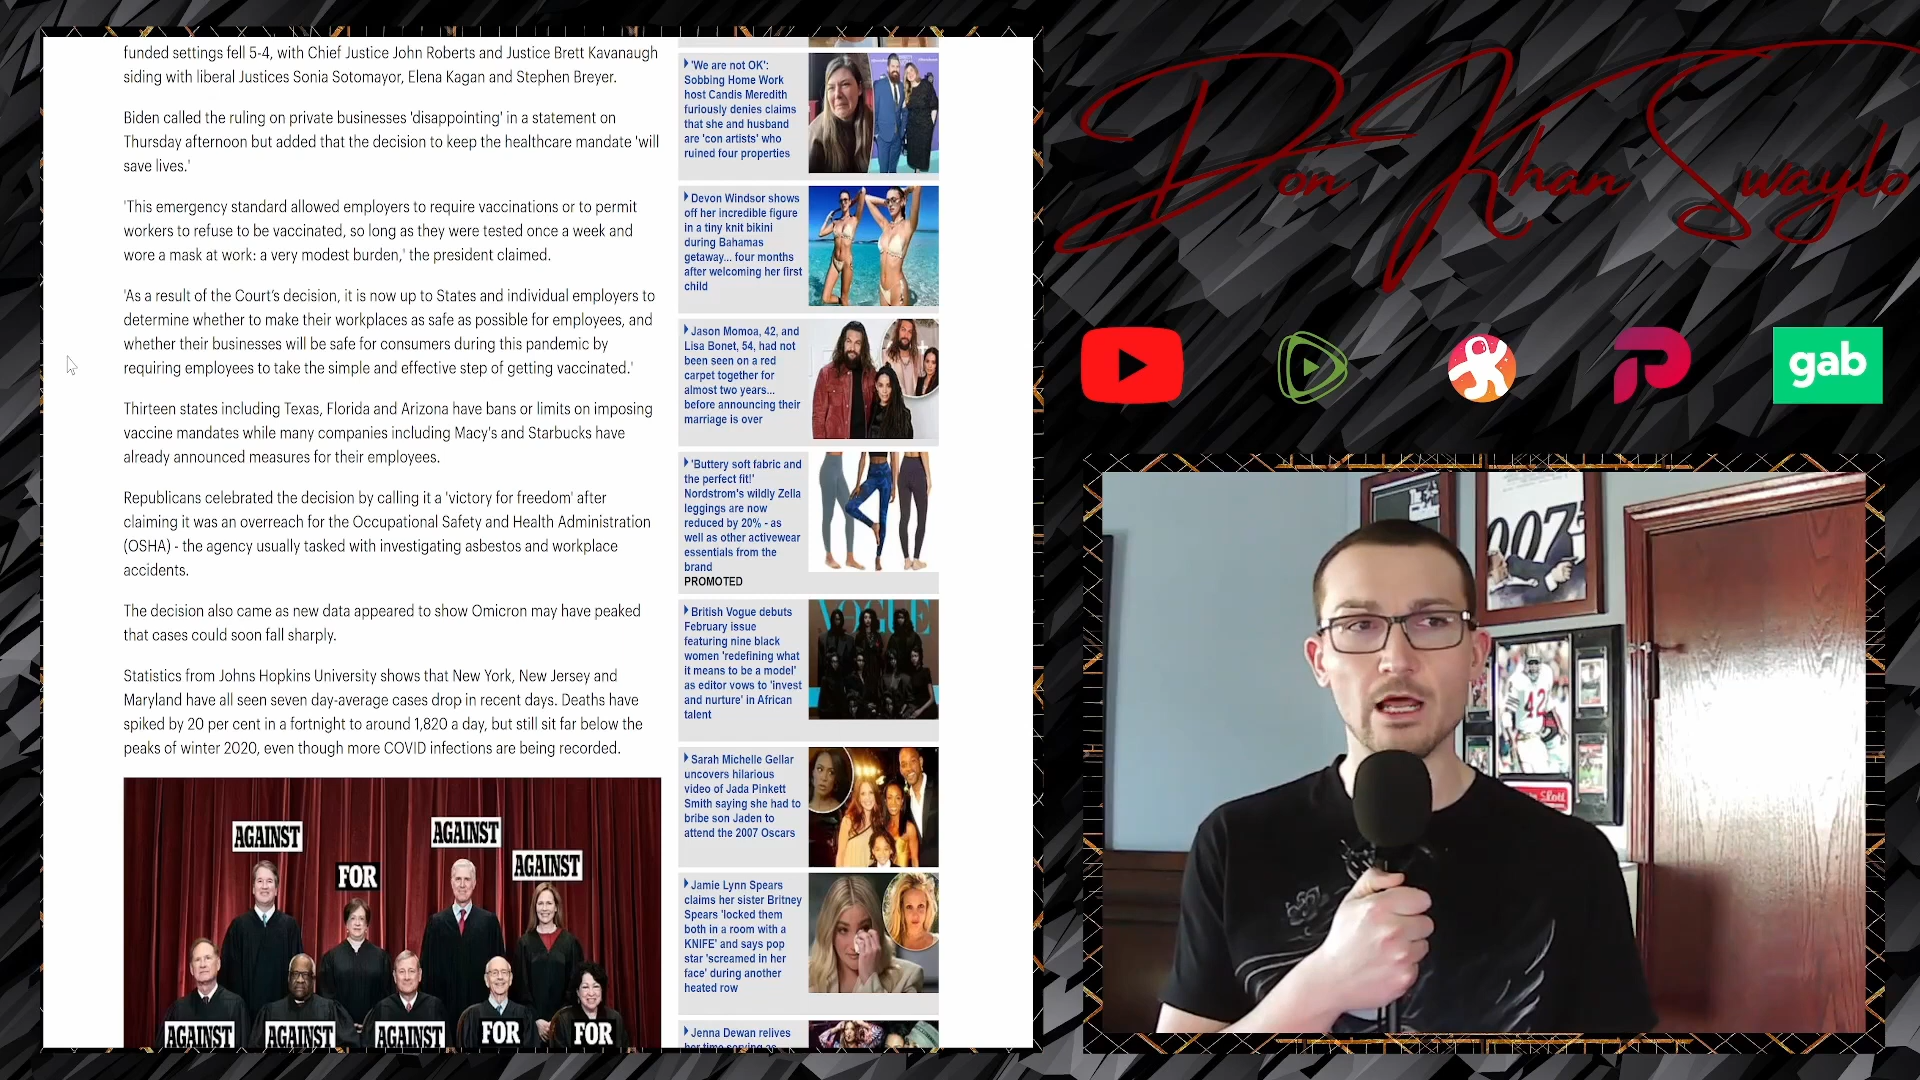 funded settings fell 5-4, with Chief Justice John Roberts and Justice Brett Kavanaugh
siding with liberal Justices Sonia Sotomayor, Elena Kagan and Stephen Breyer.
Biden called the ruling on private businesses 'disappointing' in a statement on
Thursday afternoon but added that the decision to keep the healthcare mandate 'will
save lives.'
'This emergency standard allowed employers to require vaccinations or to permit
workers to refuse to be vaccinated, so long as they were tested once a week and
wore a mask at work: a very modest burden,' the president claimed.
'As a result of the Court's decision, it is now up to States and individual employers to
determine whether to make their workplaces as safe as possible for employees, and
whether their businesses will be safe for consumers during this pandemic by
requiring employees to take the simple and effective step of getting vaccinated.'
Thirteen states including Texas, Florida and Arizona have bans or limits on imposing
vaccine mandates while many companies including Macy's and Starbucks have
already announced measures for their employees.
Republicans celebrated the decision by calling it a 'victory for freedom' after
claiming it was an overreach for the Occupational Safety and Health Administration
(OSHA) - the agency usually tasked with investigating asbestos and workplace
accidents.
The decision also came as new data appeared to show Omicron may have peaked
that cases could soon fall sharply.
Statistics from Johns Hopkins University shows that New York, New Jersey and
Maryland have all seen seven day-average cases drop in recent days. Deaths have
spiked by 20 per cent in a fortnight to around 1,820 a day, but still sit far below the
peaks of winter 2020, even though more COVID infections are being recorded.
AGAINST
FOR
AGAINST
AGAINST
AGAINST
AGAINST
AGAINST
FOR
FOR
'We are not OK':
Sobbing Home Work
host Candis Meredith
furiously denies claims
that she and husband
are 'con artists' who
ruined four properties
Devon Windsor shows
off her incredible figure
in a tiny knit bikini
during Bahamas
getaway... four months
after welcoming her first
child
Jason Momoa, 42, and
Lisa Bonet, 54, had not
been seen on a red
carpet together for
almost two years...
before announcing their
marriage is over
'Buttery soft fabric and
the perfect fit!'
Nordstrom's wildly Zella
leggings are now
reduced by 20% - as
well as other activewear
essentials from the
brand
PROMOTED
British Vogue debuts
February issue
featuring nine black
women 'redefining what
it means to be a model'
as editor vows to 'invest
and nurture' in African
talent
VOGUE
Sarah Michelle Gellar
uncovers hilarious
video of Jada Pinkett
Smith saying she had to
bribe son Jaden to
attend the 2007 Oscars
Jamie Lynn Spears
claims her sister Britney
Spears 'locked them
both in a room with a
KNIFE' and says pop
star 'screamed in her
face' during another
heated row
Jenna Dewan relives
her time serving as
Don Khan Swaylo
gab
007
42